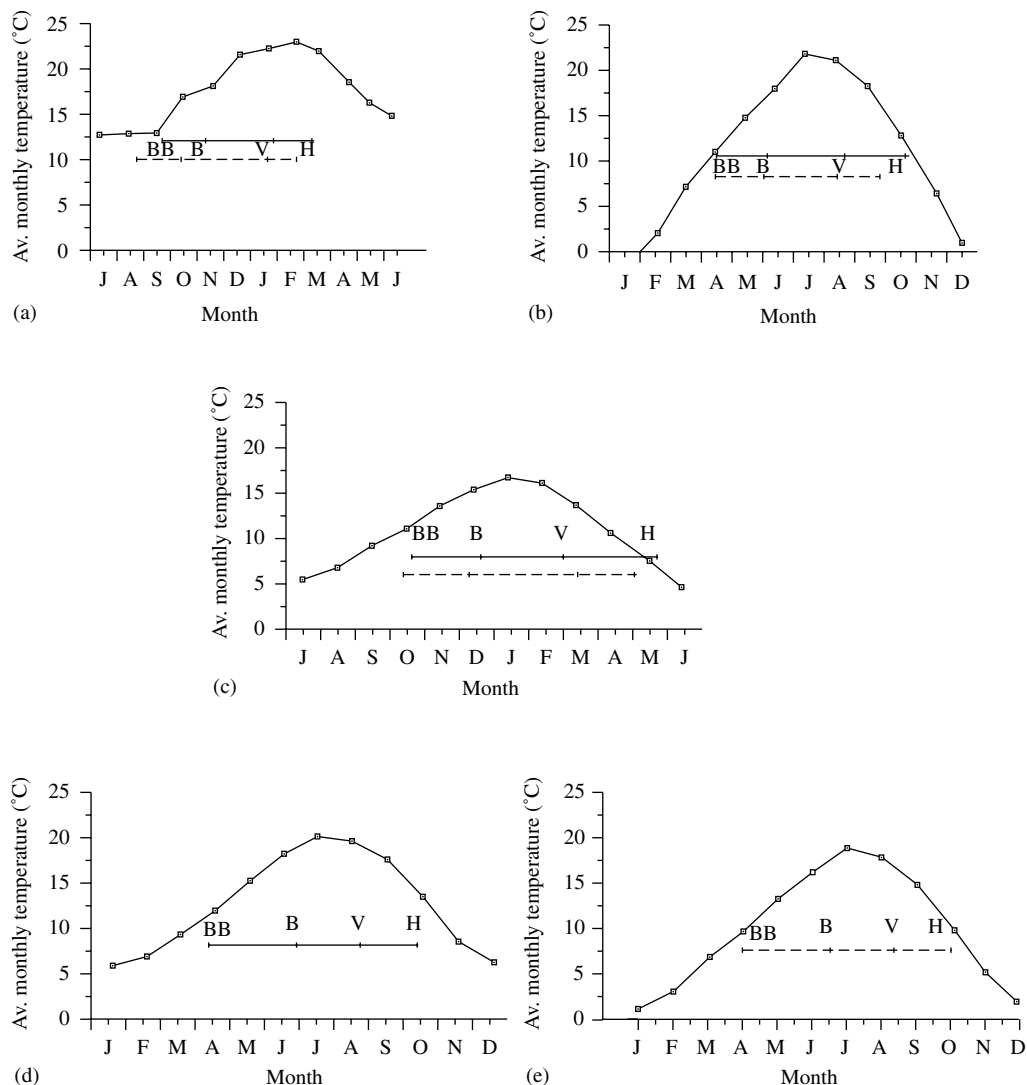 Av. monthly temperature (˚C)
25
20
15
10
5
0
BB B V H
J A S O N D J F M A M J
Month
(a)
Av. monthly temperature (˚C)
25
20
15
10
5
0
BB B V H
J F M A M J J A S O N D
Month
(b)
Av. monthly temperature (˚C)
25
20
15
10
5
0
BB B V H
J A S O N D J F M A M J
Month
(c)
Av. monthly temperature (˚C)
25
20
15
10
5
0
BB B V H
J F M A M J J A S O N D
Month
(d)
Av. monthly temperature (˚C)
25
20
15
10
5
0
BB B V H
J F M A M J J A S O N D
Month
(e)